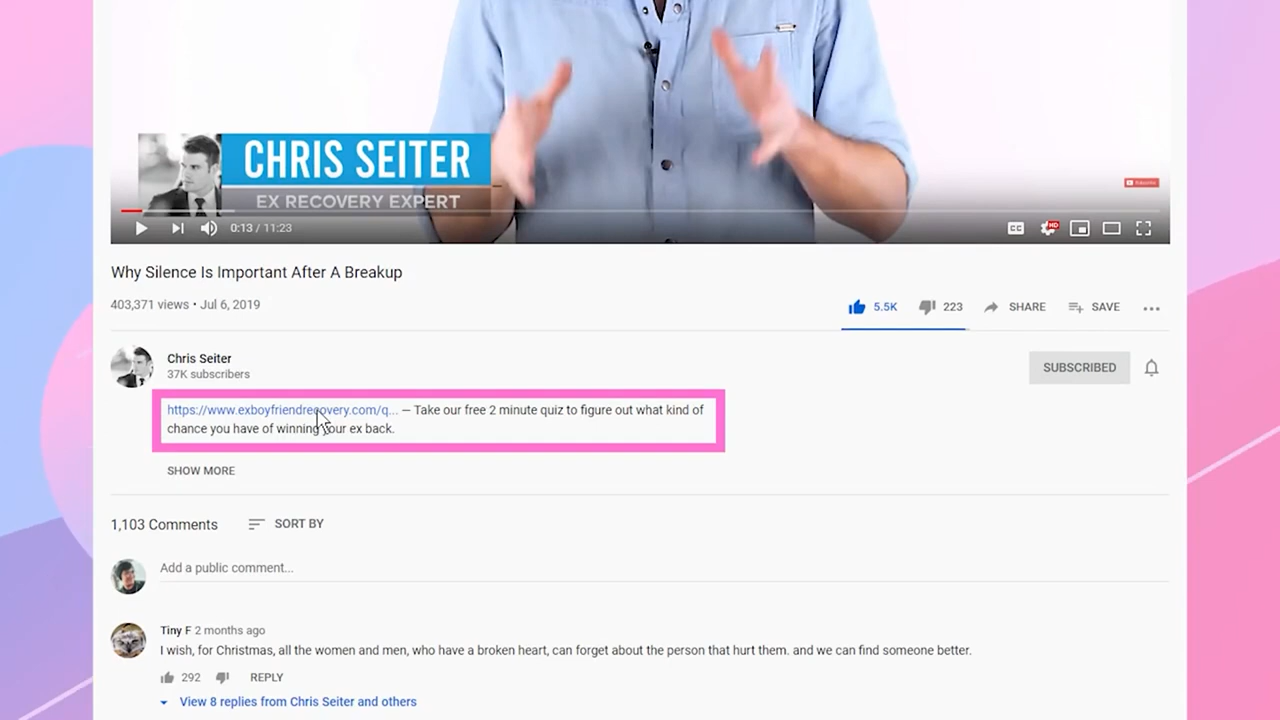 CHRIS SEITER
EX RECOVERY EXPERT
Subscribe
0:13 / 11:23
CC
HD
Why Silence Is Important After A Breakup
403,371 views • Jul 6, 2019
5.5K
223
SHARE
SAVE
Chris Seiter
37K subscribers
SUBSCRIBED
https://www.exboyfriendrecovery.com/q... — Take our free 2 minute quiz to figure out what kind of
chance you have of winning your ex back.
SHOW MORE
1,103 Comments
SORT BY
Add a public comment...
Tiny F 2 months ago
I wish, for Christmas, all the women and men, who have a broken heart, can forget about the person that hurt them. and we can find someone better.
292
REPLY
View 8 replies from Chris Seiter and others